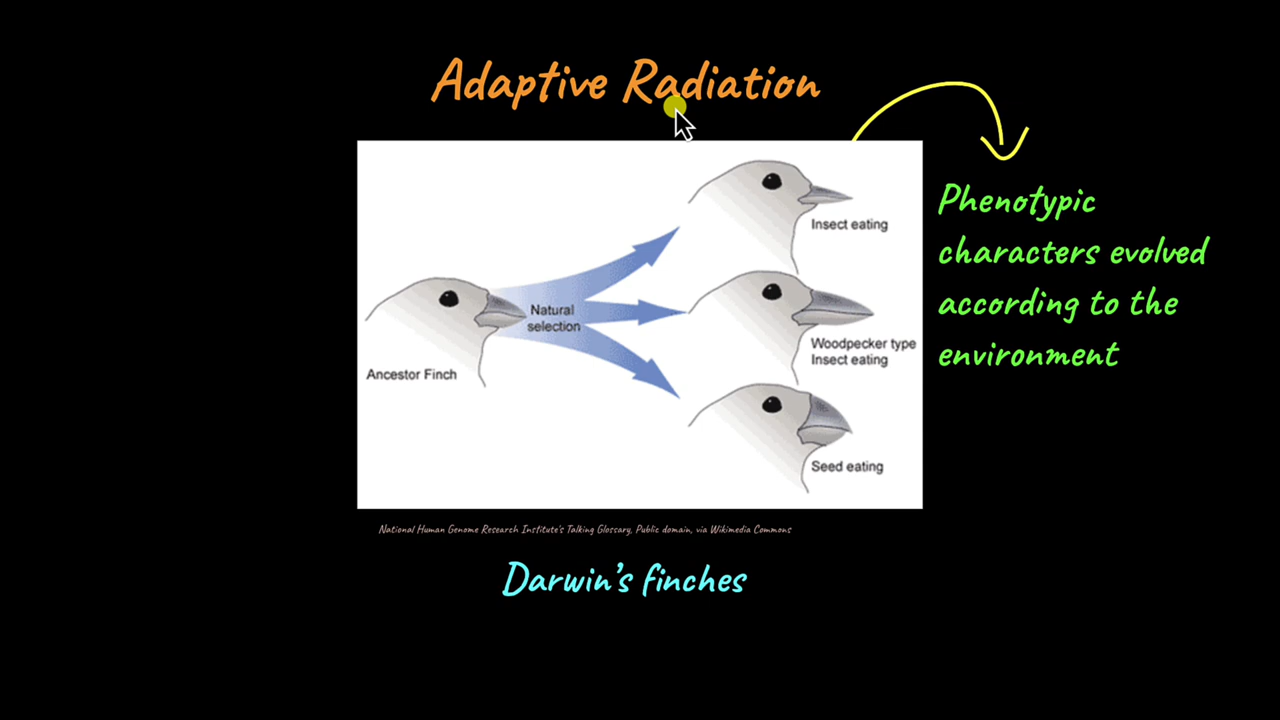 Adaptive Radiation
Phenotypic
characters evolved
according to the
environment
Insect eating
Natural
selection
Woodpecker type
Insect eating
Ancestor Finch
Seed eating
National Human Genome Research Institute's Talking Glossary, Public domain, via Wikimedia Commons
Darwin's finches